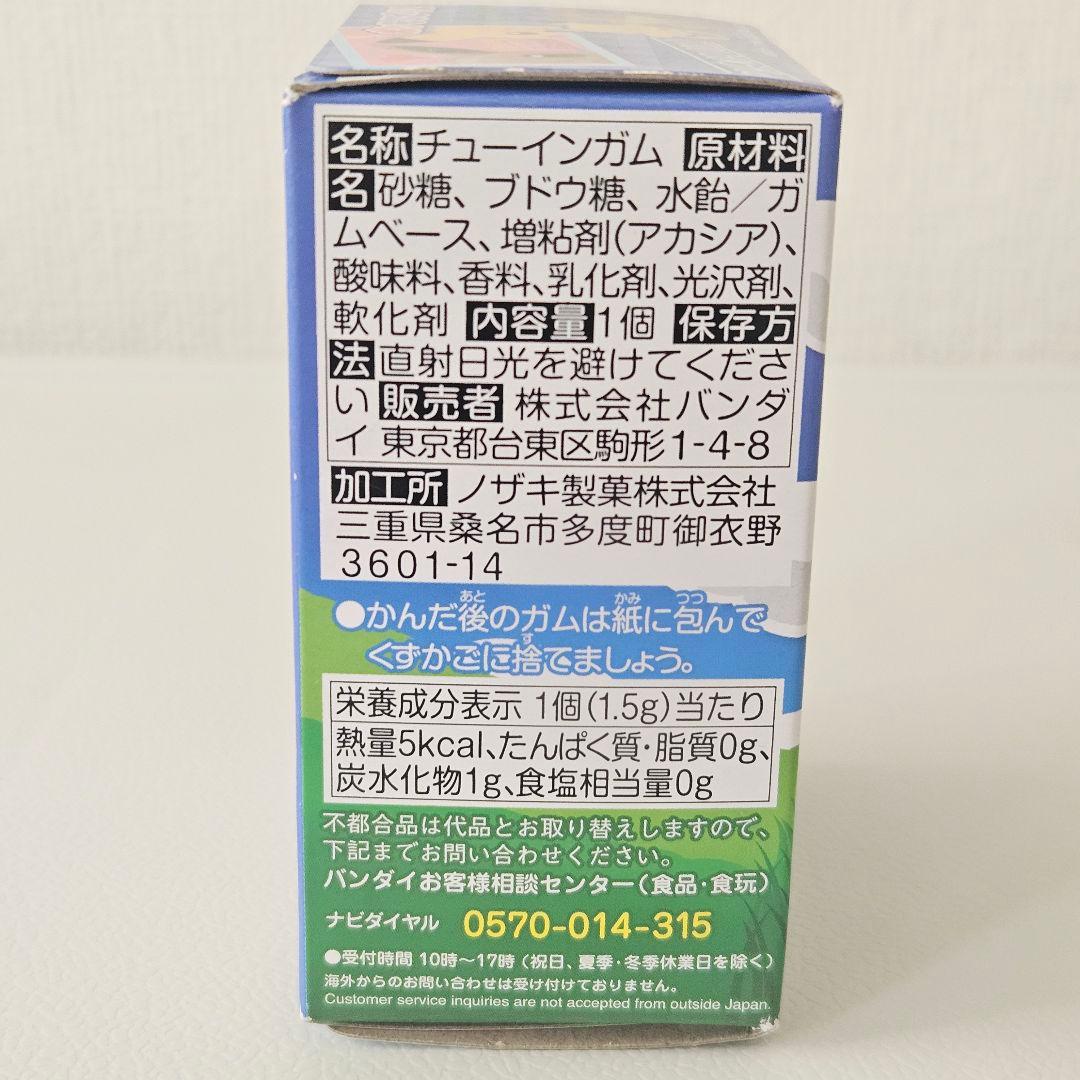 名称 チューインガム 原材料
名 砂糖、ブドウ糖、水飴／ガ
ムベース、増粘剤(アカシア)、
酸味料、香料、乳化剤、光沢剤、
軟化剤 内容量 1個 保存方
法 直射日光を避けてくださ
い 販売者 株式会社バンダ
イ 東京都台東区駒形1-4-8
加工所 ノザキ製菓株式会社
三重県桑名市多度町御衣野
3601-14
あと かみ つつ
●かんだ後のガムは紙に包んで
す
くずかごに捨てましょう。
栄養成分表示 1個(1.5g)当たり
熱量5kcal、たんぱく質・脂質0g、
炭水化物1g、食塩相当量0g
不都合品は代品とお取り替えしますので、
下記までお問い合わせください。
バンダイお客様相談センター(食品・食玩)
ナビダイヤル 0570-014-315
●受付時間 10時～17時(祝日、夏季・冬季休業日を除く)
海外からのお問い合わせは受け付けておりません。
Customer service inquiries are not accepted from outside Japan.